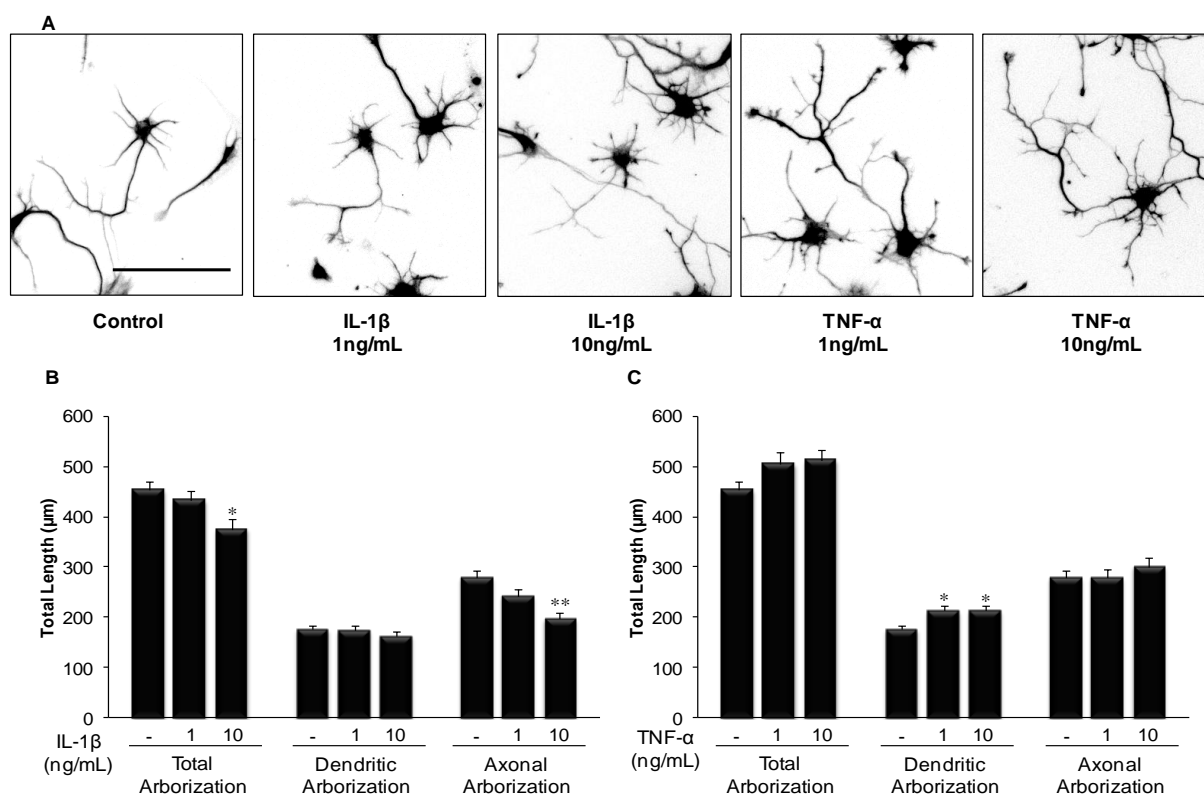 A
Control
IL-1β
1ng/mL
IL-1β
10ng/mL
TNF-α
1ng/mL
TNF-α
10ng/mL
B
Total Length (µm)
600
500
400
300
200
100
0
*
**
IL-1β
(ng/mL)
- 1 10 - 1 10 - 1 10
Total
Arborization
Dendritic
Arborization
Axonal
Arborization
C
Total Length (µm)
600
500
400
300
200
100
0
* *
TNF-α
(ng/mL)
- 1 10 - 1 10 - 1 10
Total
Arborization
Dendritic
Arborization
Axonal
Arborization